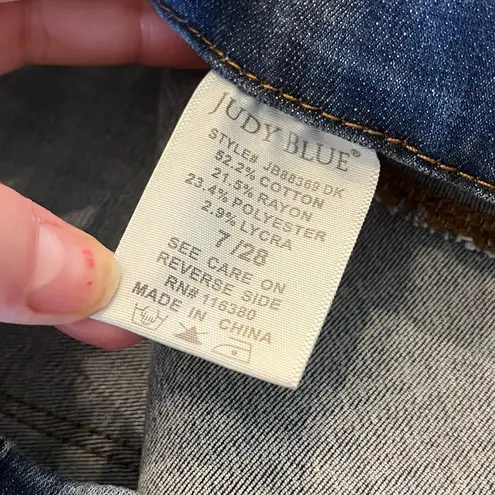 JUDY BLUE®
STYLE# JB88369 DK
52.2% COTTON
21.5% RAYON
23.4% POLYESTER
2.9% LYCRA
7 /28
SEE CARE ON
REVERSE SIDE
RN# 116380
MADE IN CHINA